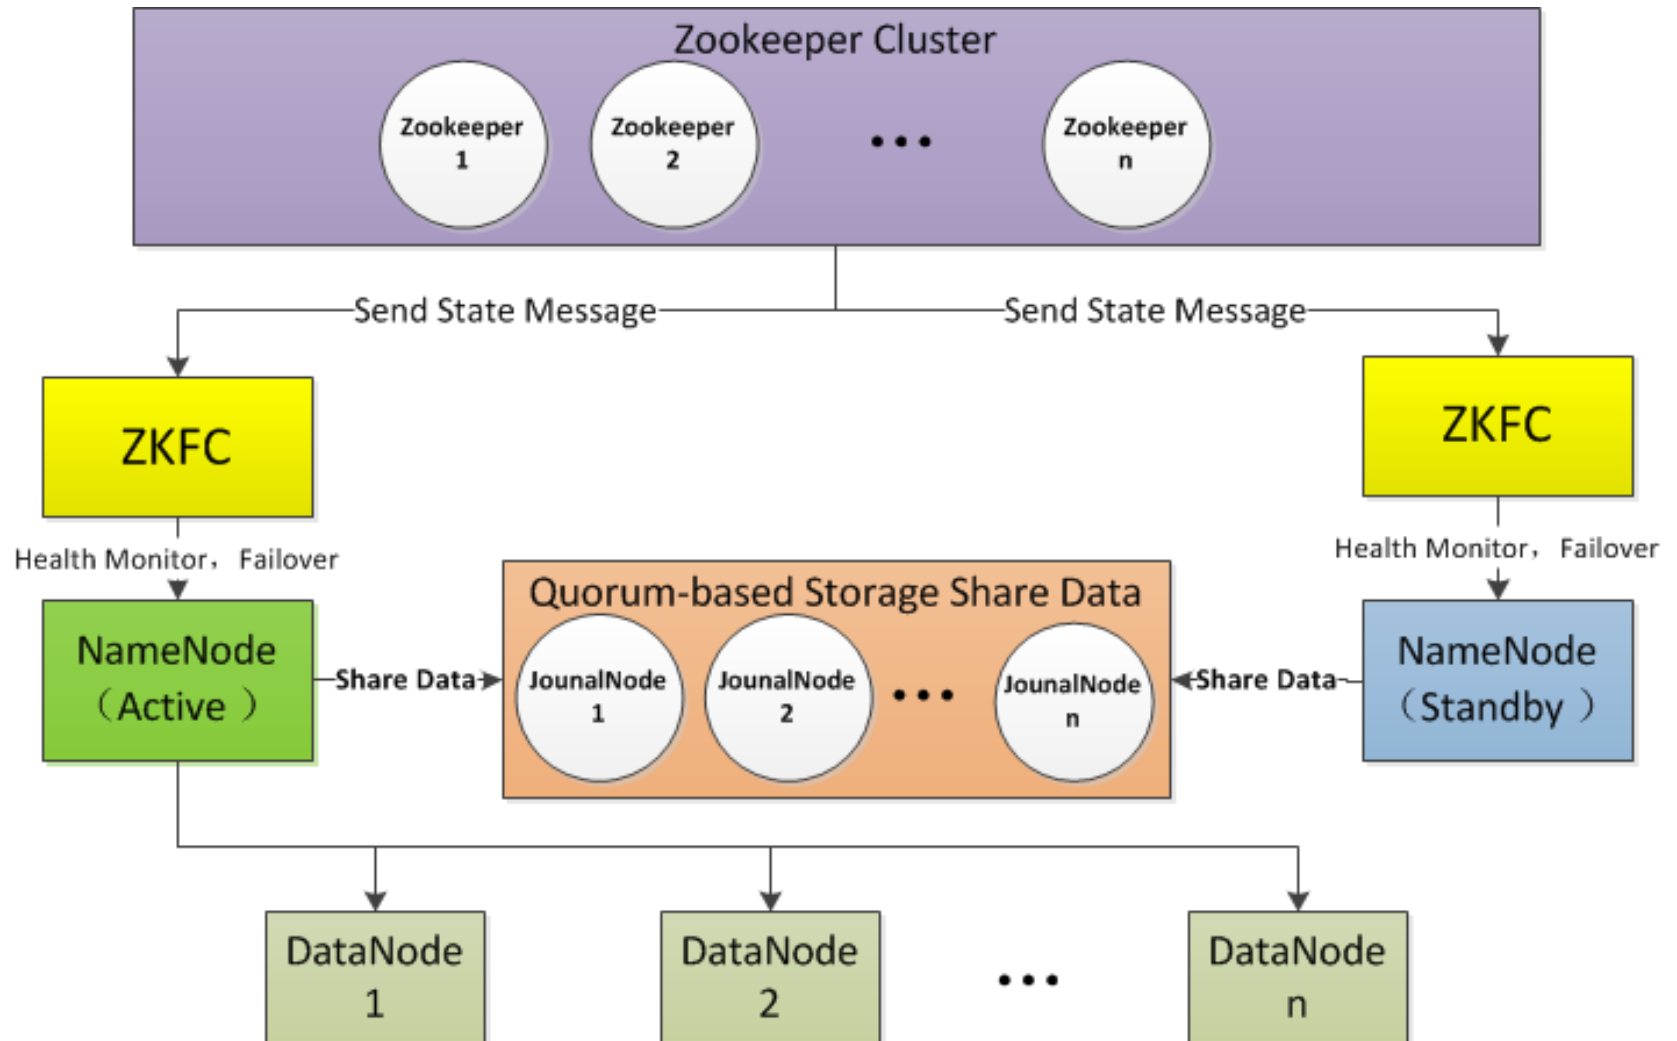 Zookeeper Cluster
Zookeeper
1
Zookeeper
2
•••
Zookeeper
n
Send State Message
Send State Message
ZKFC
ZKFC
Health Monitor， Failover
Health Monitor， Failover
Quorum-based Storage Share Data
NameNode
（Active ）
Share Data
JounalNode
1
JounalNode
2
•••
JounalNode
n
Share Data
NameNode
（Standby ）
DataNode
1
DataNode
2
•••
DataNode
n